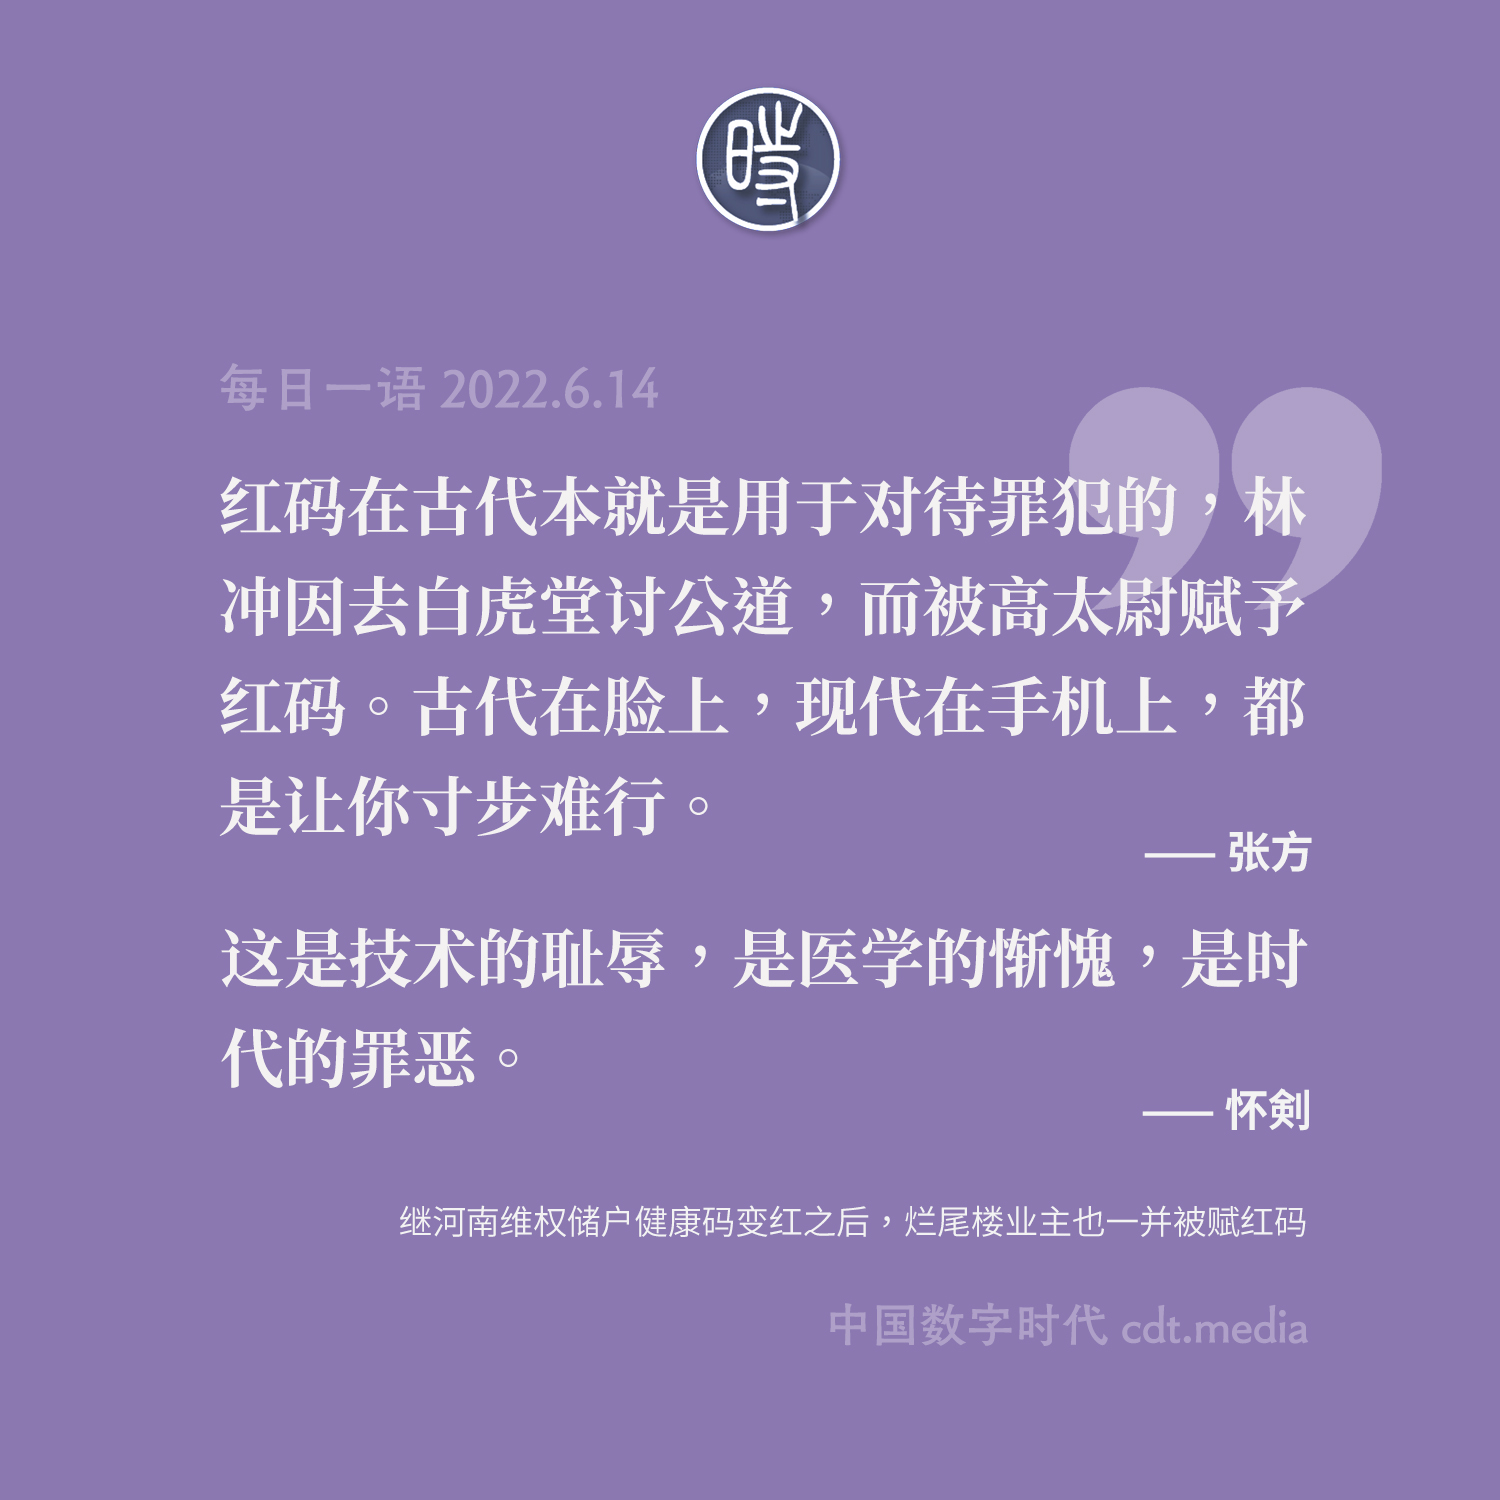 時
每日一语 2022.6.14
红码在古代本就是用于对待罪犯的，林
冲因去白虎堂讨公道，而被高太尉赋予
红码。古代在脸上，现代在手机上，都
是让你寸步难行。
—— 张方
这是技术的耻辱，是医学的惭愧，是时
代的罪恶。
—— 怀剑
继河南维权储户健康码变红之后，烂尾楼业主也一并被赋红码
中国数字时代 cdt.media